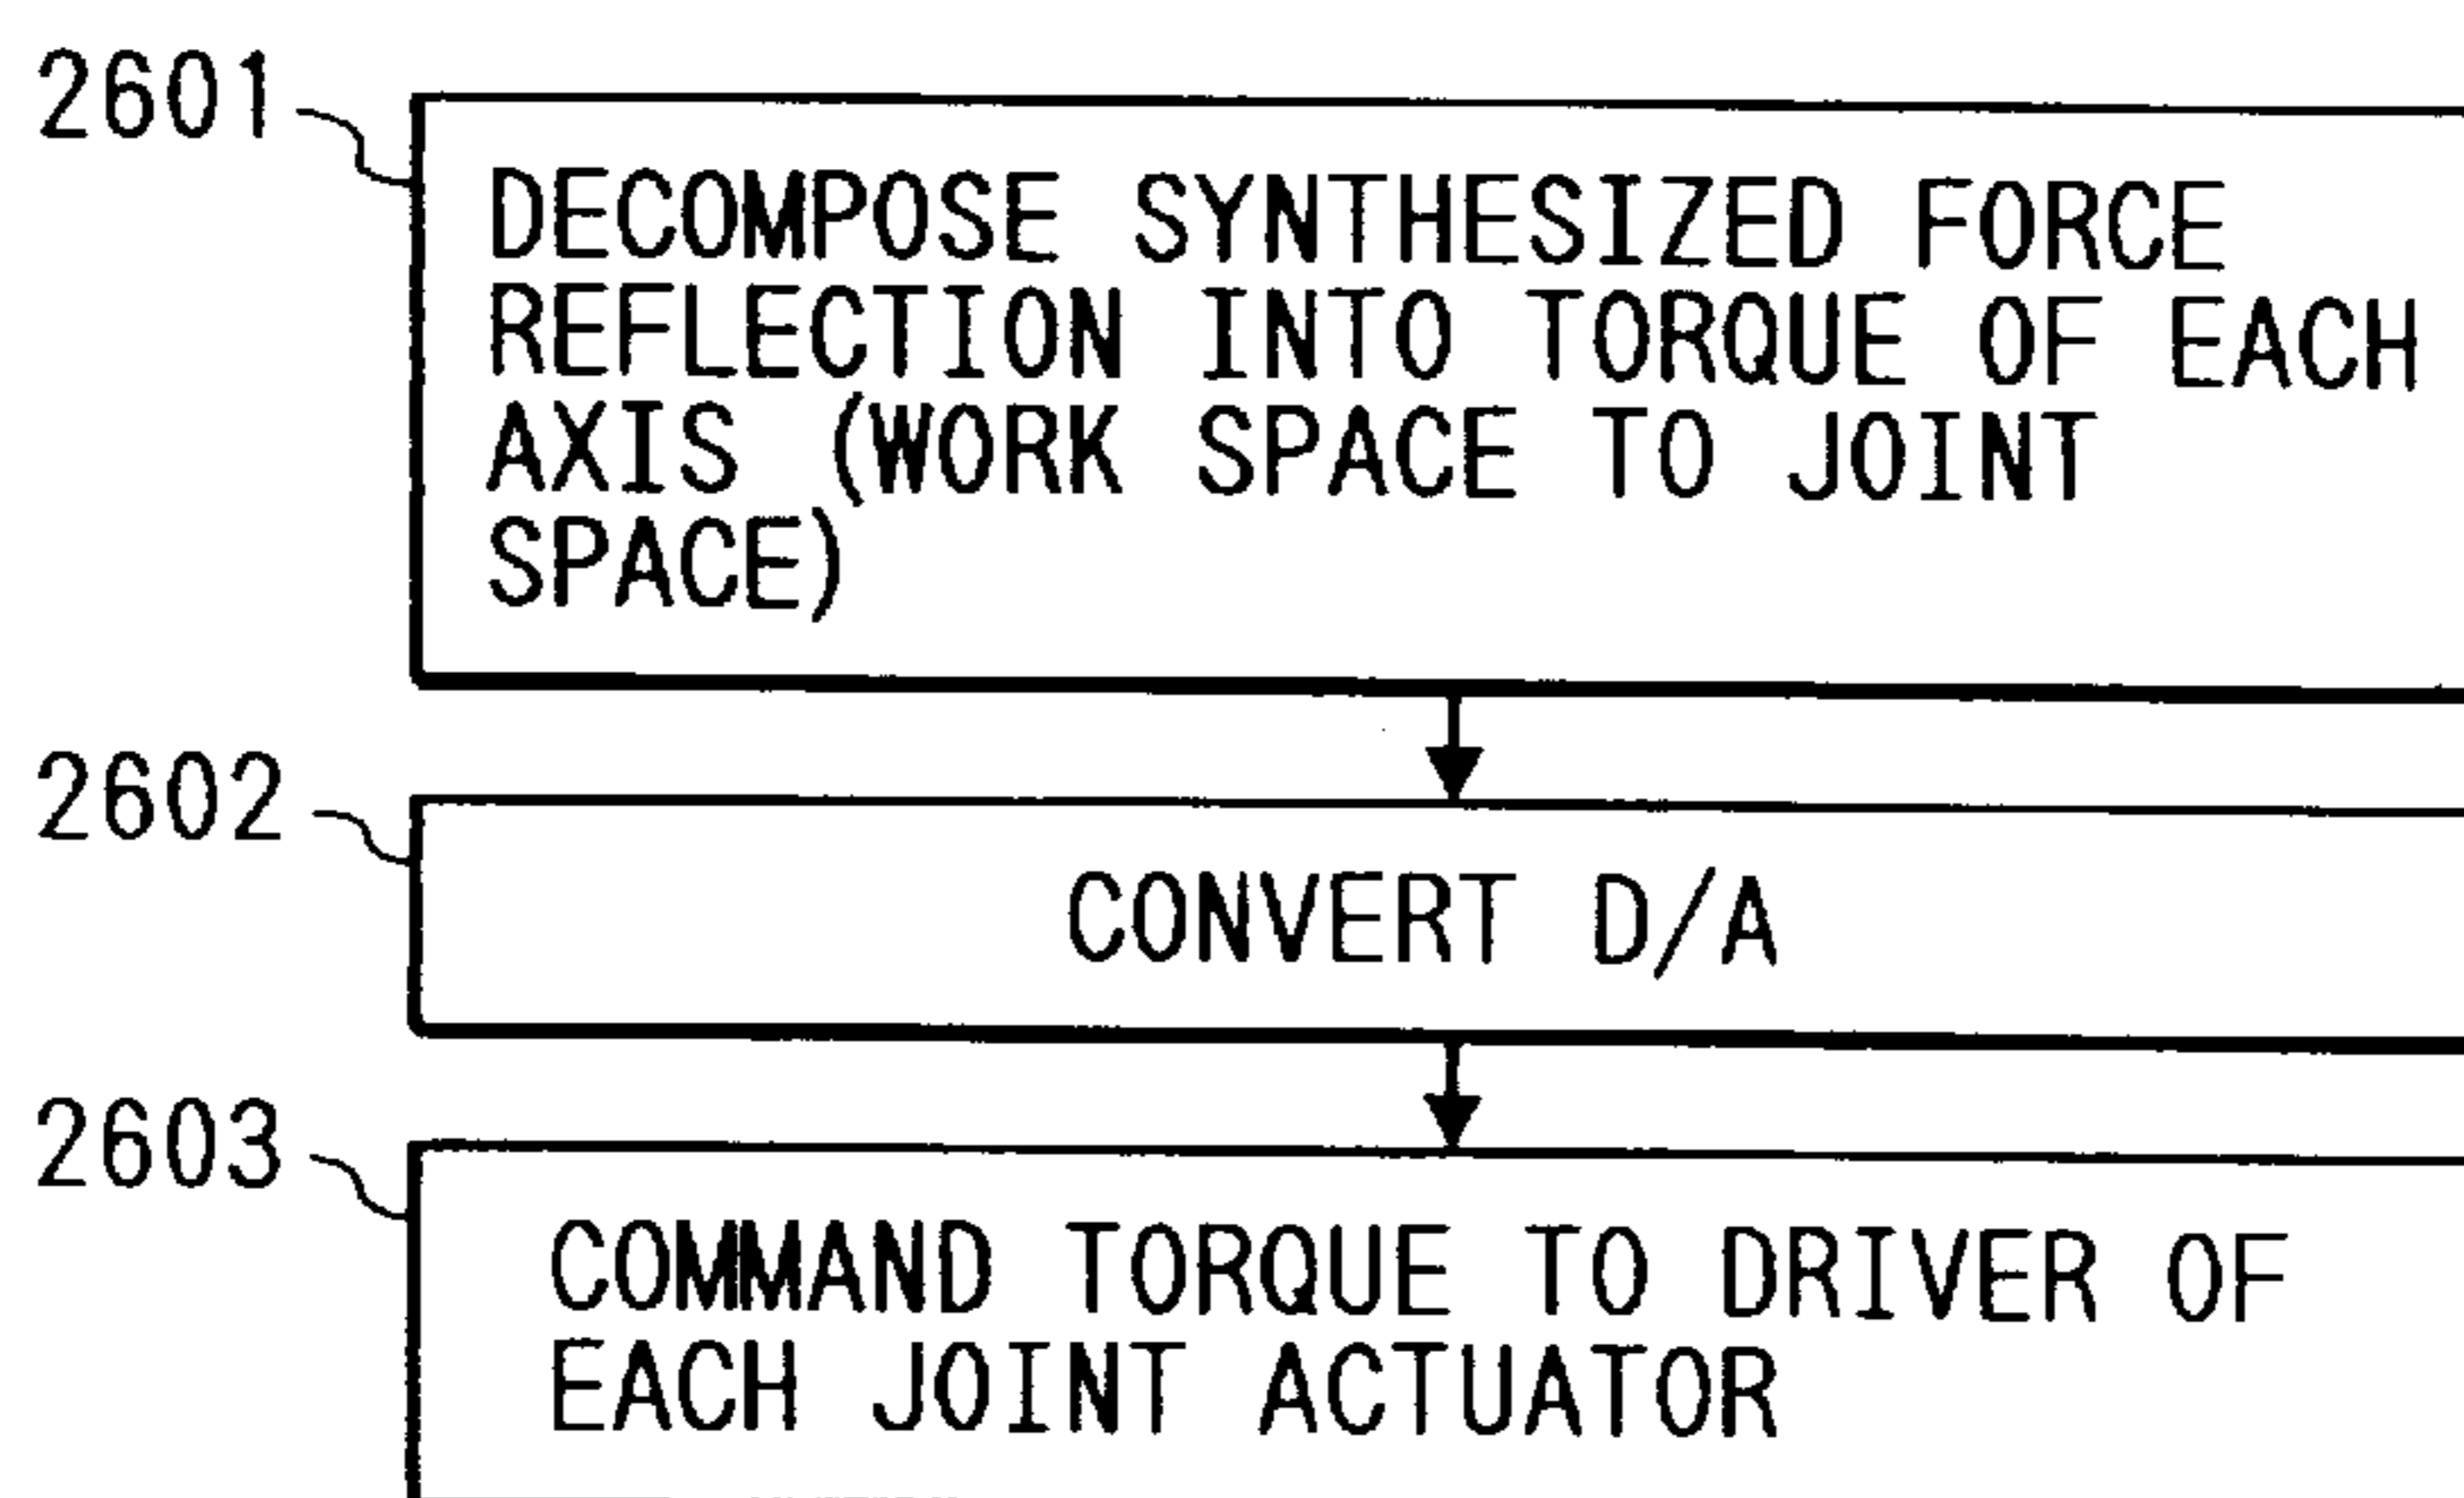 2601
DECOMPOSE SYNTHESIZED FORCE
REFLECTION INTO TORQUE OF EACH
AXIS (WORK SPACE TO JOINT
SPACE)
2602
CONVERT D/A
2603
COMMAND TORQUE TO DRIVER OF
EACH JOINT ACTUATOR